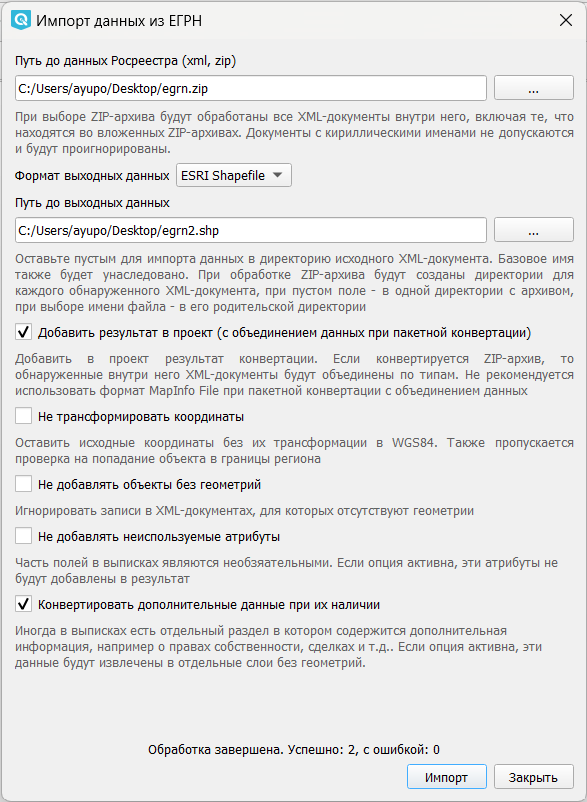 Импорт данных из ЕГРН
Путь до данных Росреестра (xml, zip)
C:/Users/ayupo/Desktop/egrn.zip
...
При выборе ZIP-архива будут обработаны все XML-документы внутри него, включая те, что
находятся во вложенных ZIP-архивах. Документы с кириллическими именами не допускаются
и будут проигнорированы.
Формат выходных данных ESRI Shapefile
Путь до выходных данных
C:/Users/ayupo/Desktop/egrn2.shp
...
Оставьте пустым для импорта данных в директорию исходного XML-документа. Базовое имя
также будет унаследовано. При обработке ZIP-архива будут созданы директории для
каждого обнаруженного XML-документа, при пустом поле - в одной директории с архивом,
при выборе имени файла - в его родительской директории
Добавить результат в проект (с объединением данных при пакетной конвертации)
Добавить в проект результат конвертации. Если конвертируется ZIP-архив, то
обнаруженные внутри него XML-документы будут объединены по типам. Не рекомендуется
использовать формат MapInfo File при пакетной конвертации с объединением данных
Не трансформировать координаты
Оставить исходные координаты без их трансформации в WGS84. Также пропускается
проверка на попадание объекта в границы региона
Не добавлять объекты без геометрий
Игнорировать записи в XML-документах, для которых отсутствуют геометрии
Не добавлять неиспользуемые атрибуты
Часть полей в выписках являются необзятаельными. Если опция активна, эти атрибуты не
будут добавлены в результат
Конвертировать дополнительные данные при их наличии
Иногда в выписках есть отдельный раздел в котором содержится дополнительная
информация, например о правах собственности, сделках и т.д.. Если опция активна, эти
данные будут извлечены в отдельные слои без геометрий.
Обработка завершена. Успешно: 2, с ошибкой: 0
Импорт
Закрыть